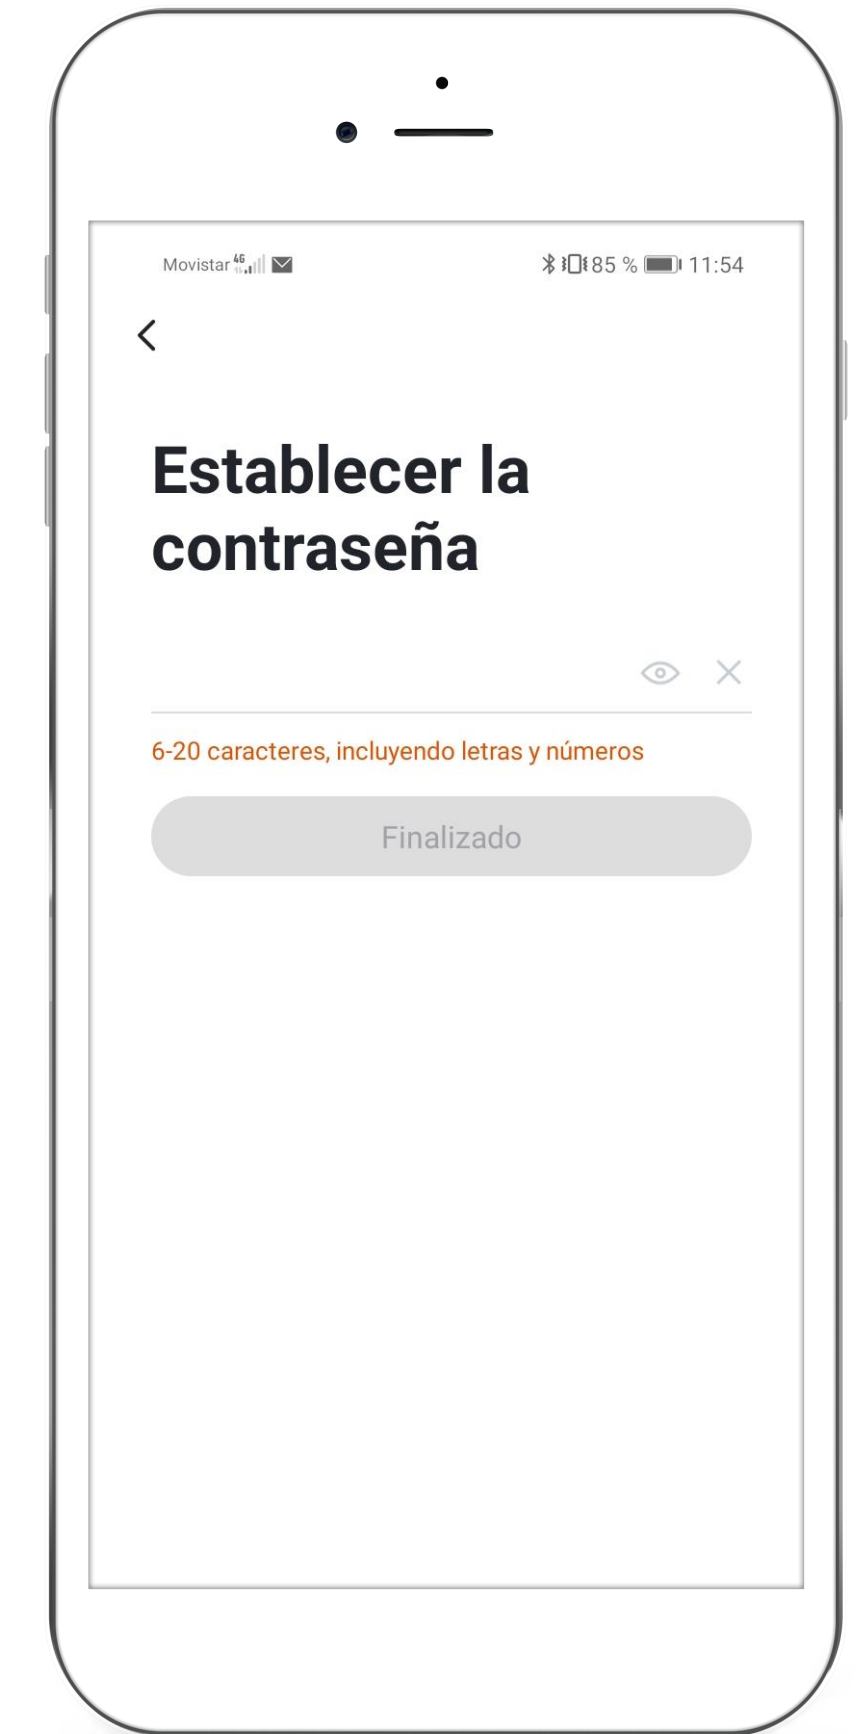 Movistar 4G 85 % 11:54
Establecer la
contraseña
6-20 caracteres, incluyendo letras y números
Finalizado